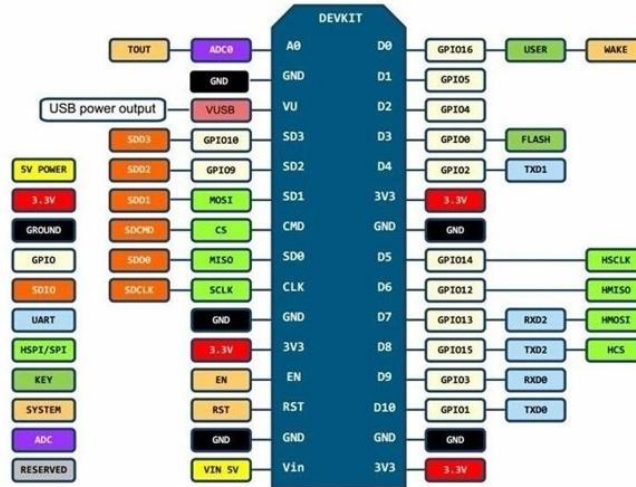 DEVKIT
TOUT ADC0 A0 D0 GPIO16 USER WAKE
GND GND D1 GPIO5
USB power output VUSB VU D2 GPIO4
SDD3 GPIO10 SD3 D3 GPIO0 FLASH
5V POWER SDD2 GPIO9 SD2 D4 GPIO2 TXD1
3.3V SDD1 MOSI SD1 3V3 3.3V
GROUND SDCMD CS CMD GND GND
GPIO SDD0 MISO SD0 D5 GPIO14 HSCLK
SDIO SDCLK SCLK CLK D6 GPIO12 HMISO
UART GND GND D7 GPIO13 RXD2 HMOSI
HSPI/SPI 3.3V 3V3 D8 GPIO15 TXD2 HCS
KEY EN EN D9 GPIO3 RXD0
SYSTEM RST RST D10 GPIO1 TXD0
ADC GND GND GND GND
RESERVED VIN 5V Vin 3V3 3.3V